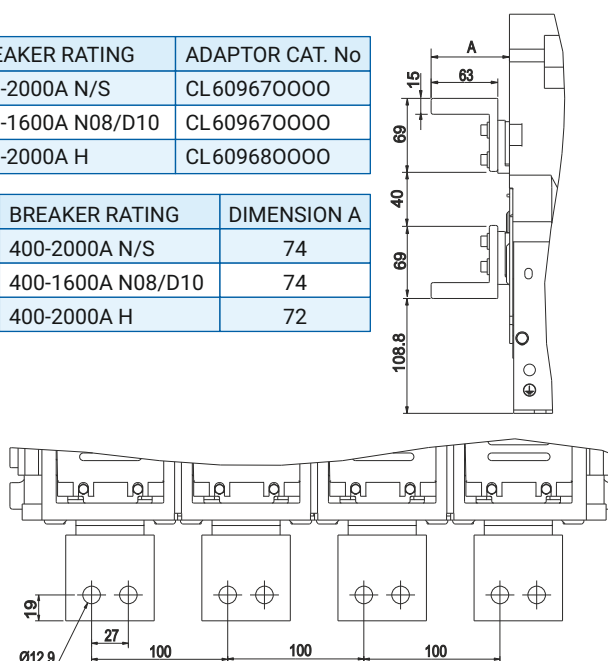 EAKER RATING ADAPTOR CAT. No
-2000A N/S CL60967OOOO
-1600A N08/D10 CL60967OOOO
-2000A H CL60968OOOO
BREAKER RATING DIMENSION A
400-2000A N/S 74
400-1600A N08/D10 74
400-2000A H 72
A
63
15
69
40
69
108.8
19
27
Ø12.9
100 100 100